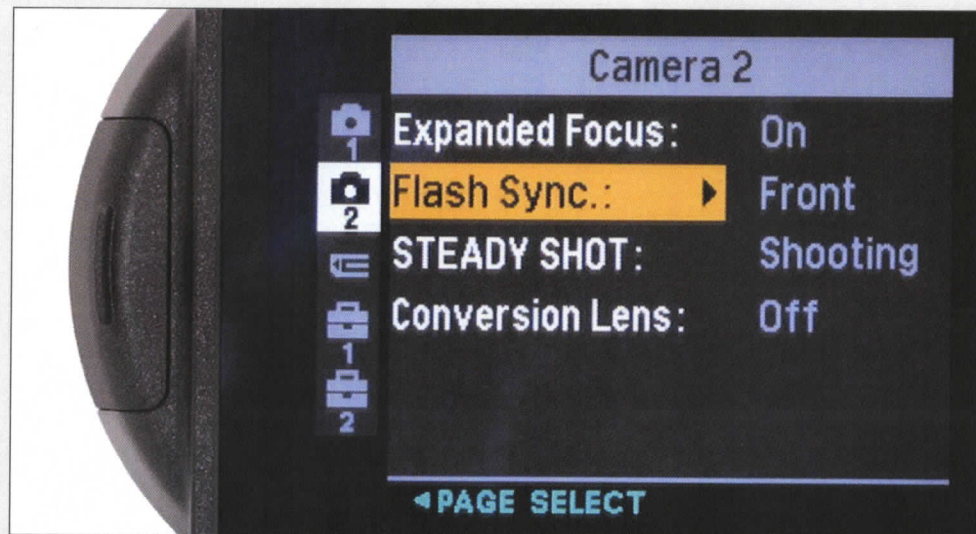 Camera 2
1
Expanded Focus: On
2
Flash Sync.: Front
STEADY SHOT: Shooting
1
Conversion Lens: Off
2
PAGE SELECT